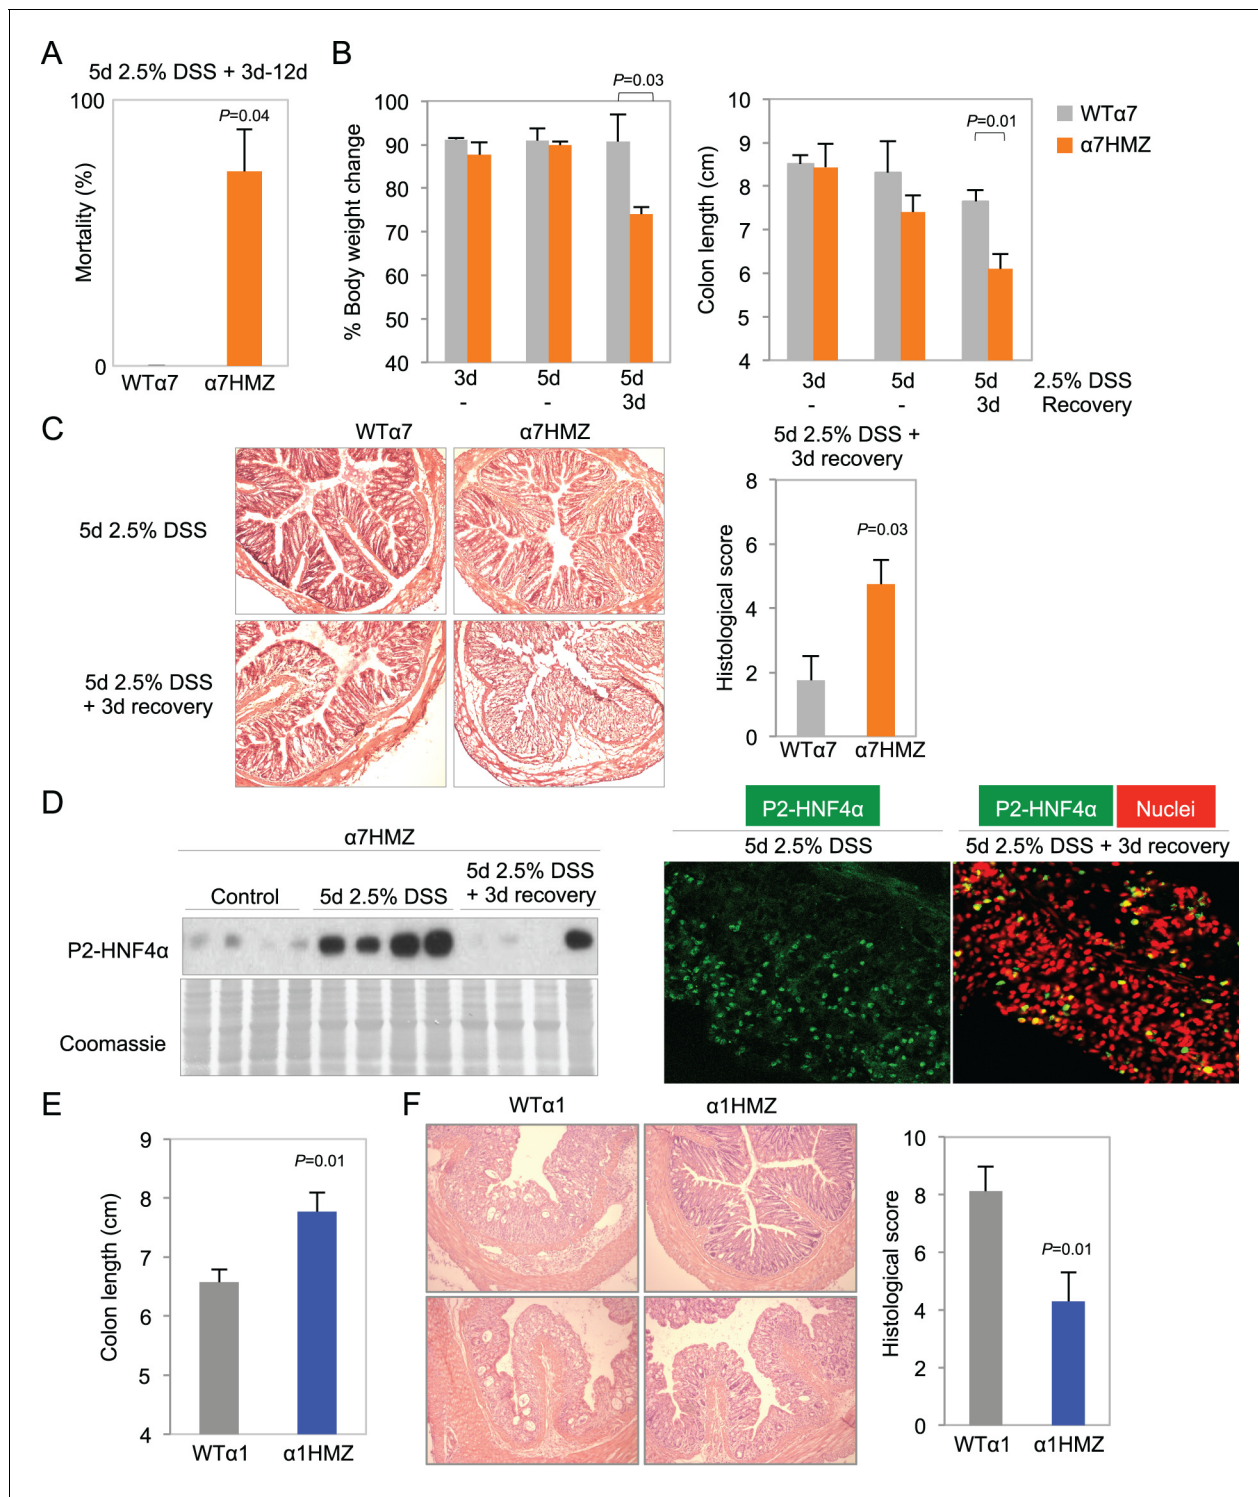 A
5d 2.5% DSS + 3d-12d
100
P=0.04
Mortality (%)
0
WTα7
α7HMZ
B
P=0.03
100
90
80
70
60
50
40
% Body weight change
3d
5d
5d
-
-
3d
10
9
8
7
6
5
4
P=0.01
Colon length (cm)
WTα7
α7HMZ
3d
5d
5d
2.5% DSS
-
-
3d
Recovery
C
WTα7
α7HMZ
5d 2.5% DSS
5d 2.5% DSS
+ 3d recovery
5d 2.5% DSS +
3d recovery
8
6
4
2
0
P=0.03
Histological score
WTα7
α7HMZ
D
α7HMZ
Control
5d 2.5% DSS
5d 2.5% DSS
+ 3d recovery
P2-HNF4α
Coomassie
P2-HNF4α
5d 2.5% DSS
P2-HNF4α
Nuclei
5d 2.5% DSS + 3d recovery
E
9
8
7
6
5
4
P=0.01
Colon length (cm)
WTα1
α1HMZ
F
WTα1
α1HMZ
10
8
6
4
2
0
P=0.01
Histological score
WTα1
α1HMZ